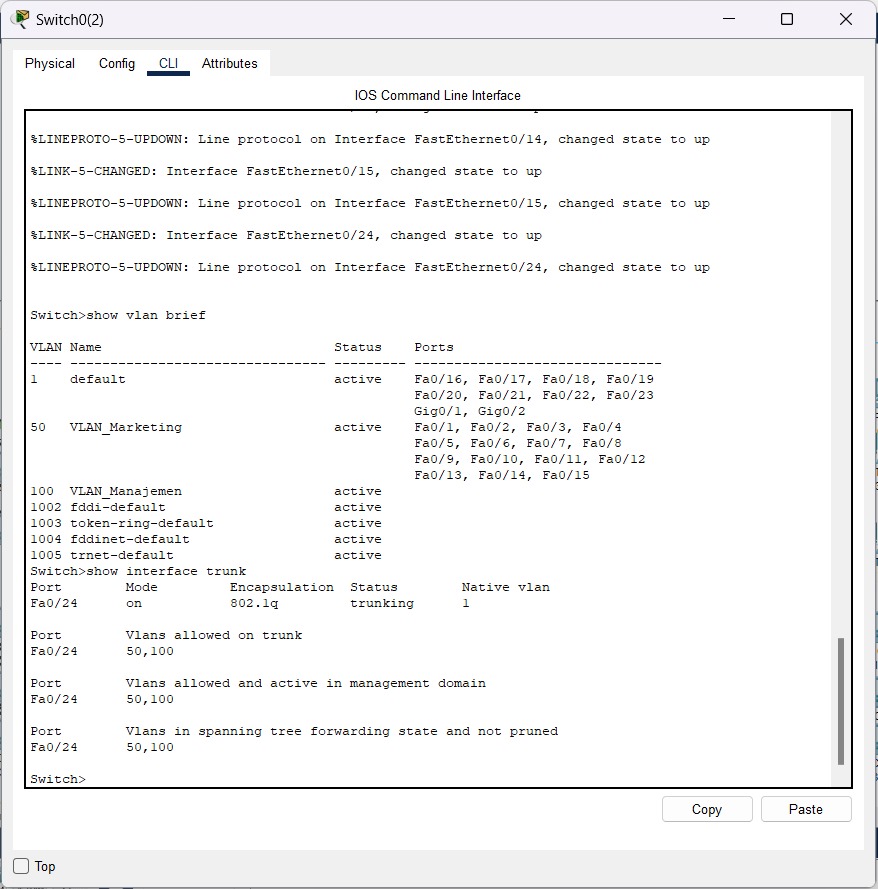 Switch0(2)
Physical Config CLI Attributes
IOS Command Line Interface
%LINEPROTO-5-UPDOWN: Line protocol on Interface FastEthernet0/14, changed state to up
%LINK-5-CHANGED: Interface FastEthernet0/15, changed state to up
%LINEPROTO-5-UPDOWN: Line protocol on Interface FastEthernet0/15, changed state to up
%LINK-5-CHANGED: Interface FastEthernet0/24, changed state to up
%LINEPROTO-5-UPDOWN: Line protocol on Interface FastEthernet0/24, changed state to up
Switch>show vlan brief
VLAN Name                             Status    Ports
---- -------------------------------- --------- -------------------------------
1    default                          active    Fa0/16, Fa0/17, Fa0/18, Fa0/19
                                                Fa0/20, Fa0/21, Fa0/22, Fa0/23
                                                Gig0/1, Gig0/2
50   VLAN_Marketing                   active    Fa0/1, Fa0/2, Fa0/3, Fa0/4
                                                Fa0/5, Fa0/6, Fa0/7, Fa0/8
                                                Fa0/9, Fa0/10, Fa0/11, Fa0/12
                                                Fa0/13, Fa0/14, Fa0/15
100  VLAN_Manajemen                   active
1002 fddi-default                     active
1003 token-ring-default               active
1004 fddinet-default                  active
1005 trnet-default                    active
Switch>show interface trunk
Port        Mode         Encapsulation  Status        Native vlan
Fa0/24      on           802.1q         trunking      1
Port        Vlans allowed on trunk
Fa0/24      50,100
Port        Vlans allowed and active in management domain
Fa0/24      50,100
Port        Vlans in spanning tree forwarding state and not pruned
Fa0/24      50,100
Switch>
Copy Paste
Top